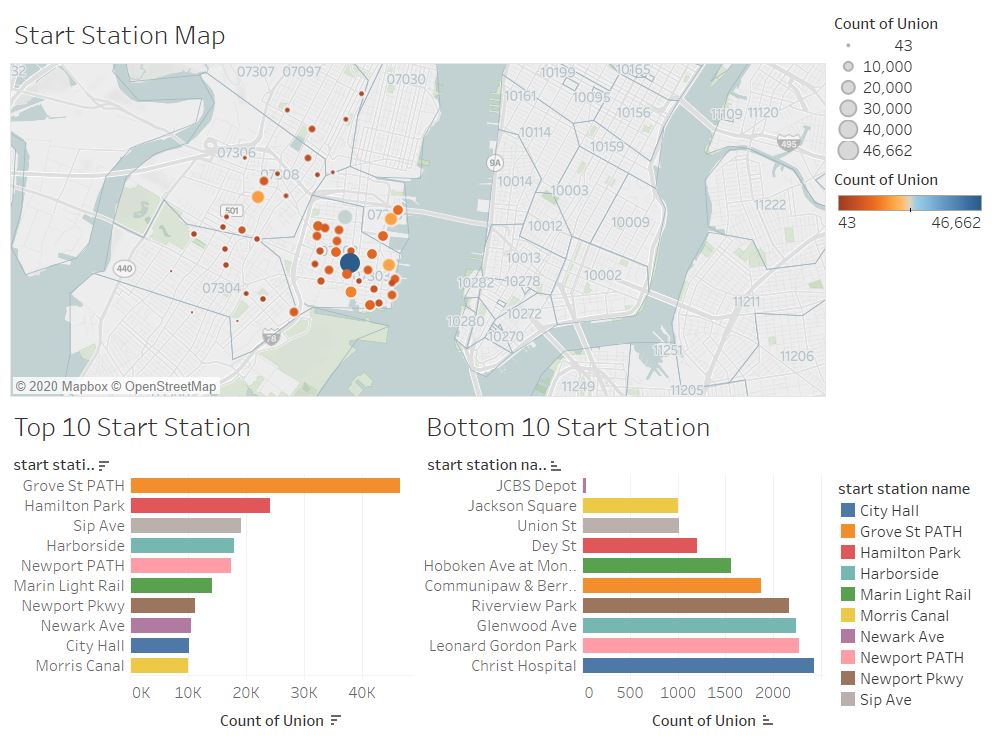 Start Station Map
Count of Union
43
10,000
20,000
30,000
40,000
46,662
Count of Union
43 46,662
32
07307 07097
07030
07306
07308
501
440
07304
78
10199
10165
10161
10095
10156
10114
10159
9A
10014
10003
10012
10009
10013
10002
10282 10278
10272
10280
10270
11109 11120
495
11222
11211
11251
11206
11249
11205
© 2020 Mapbox © OpenStreetMap
Top 10 Start Station
start stati..
Grove St PATH
Hamilton Park
Sip Ave
Harborside
Newport PATH
Marin Light Rail
Newport Pkwy
Newark Ave
City Hall
Morris Canal
0K 10K 20K 30K 40K
Count of Union
Bottom 10 Start Station
start station na..
JCBS Depot
Jackson Square
Union St
Dey St
Hoboken Ave at Mon..
Communipaw & Berr..
Riverview Park
Glenwood Ave
Leonard Gordon Park
Christ Hospital
0 500 1000 1500 2000
Count of Union
start station name
City Hall
Grove St PATH
Hamilton Park
Harborside
Marin Light Rail
Morris Canal
Newark Ave
Newport PATH
Newport Pkwy
Sip Ave